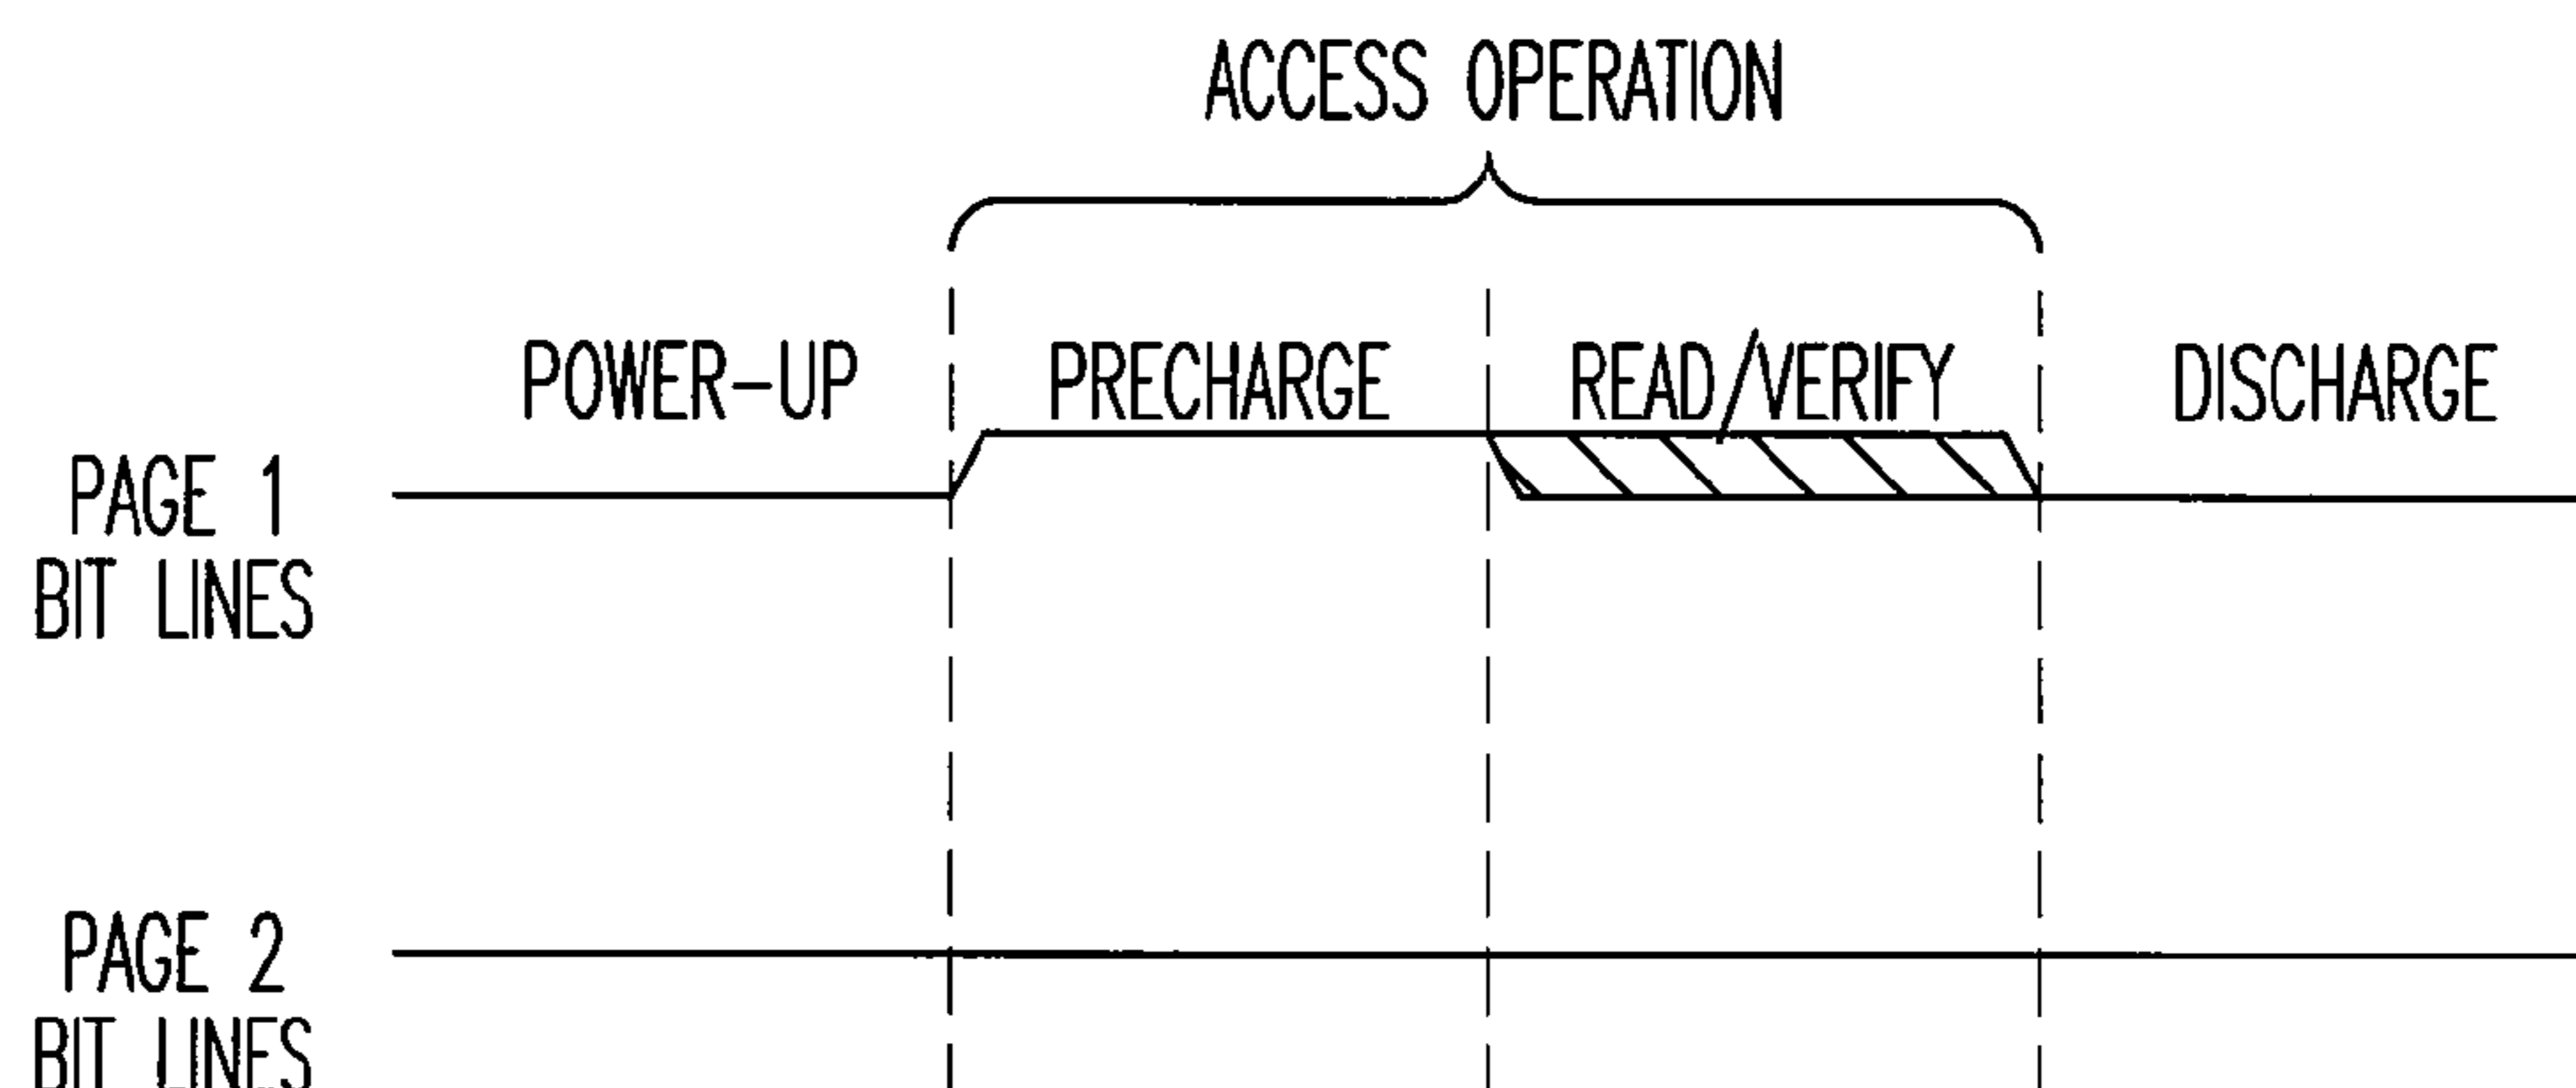 ACCESS OPERATION
POWER-UP PRECHARGE READ/VERIFY DISCHARGE
PAGE 1
BIT LINES
PAGE 2
BIT LINES